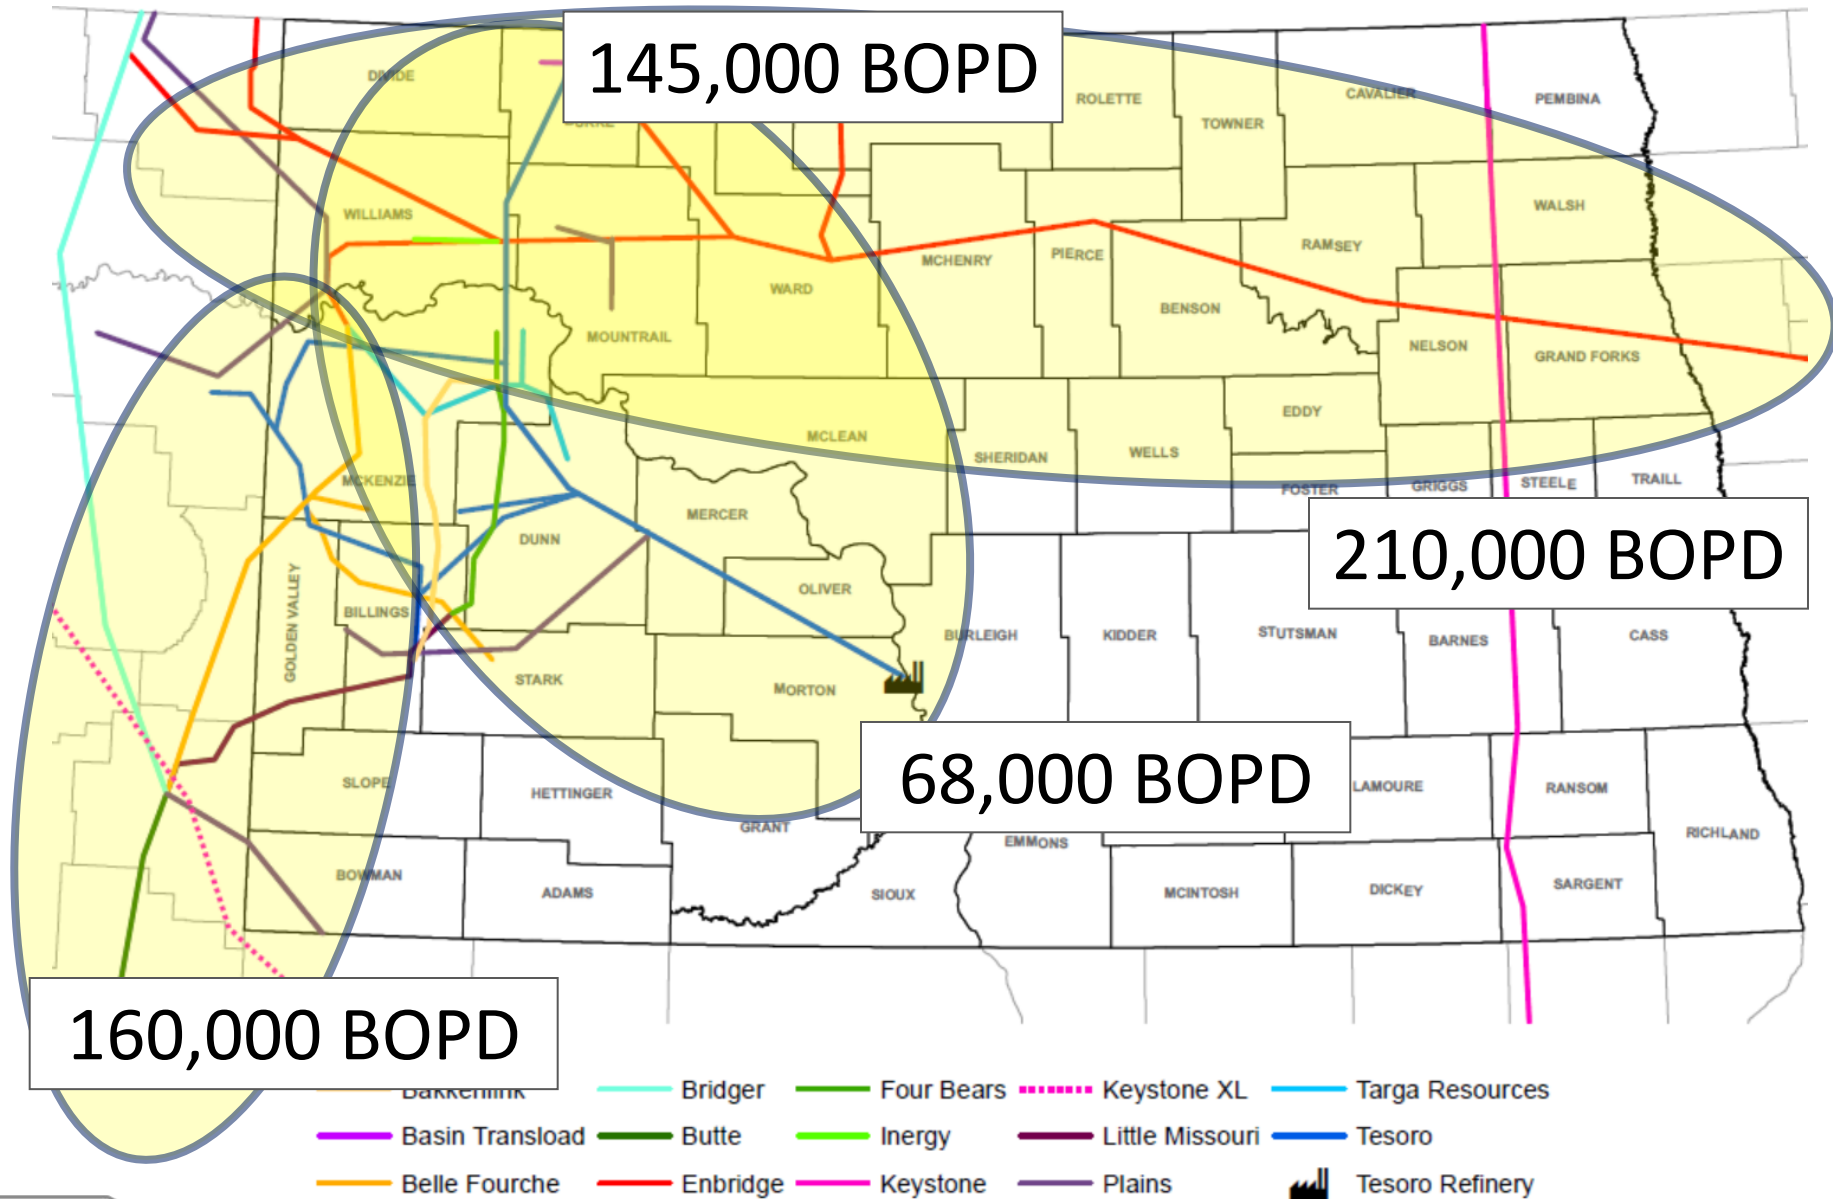 145,000 BOPD
DIVIDE
ROLETTE
TOWNER
CAVALIER
PEMBINA
WILLIAMS
WALSH
MCHENRY
PIERCE
RAMSEY
WARD
MOUNTRAIL
BENSON
NELSON
GRAND FORKS
MCLEAN
SHERIDAN
WELLS
EDDY
MCKENZIE
FOSTER
GRIGGS
STEELE
TRAILL
MERCER
DUNN
210,000 BOPD
GOLDEN VALLEY
BILLINGS
OLIVER
BURLEIGH
KIDDER
STUTSMAN
BARNES
CASS
STARK
MORTON
68,000 BOPD
SLOPE
HETTINGER
GRANT
LAMOURE
RANSOM
RICHLAND
BOWMAN
ADAMS
SIOUX
EMMONS
MCINTOSH
DICKEY
SARGENT
160,000 BOPD
Bakkenlink
Bridger
Four Bears
Keystone XL
Targa Resources
Basin Transload
Butte
Inergy
Little Missouri
Tesoro
Belle Fourche
Enbridge
Keystone
Plains
Tesoro Refinery